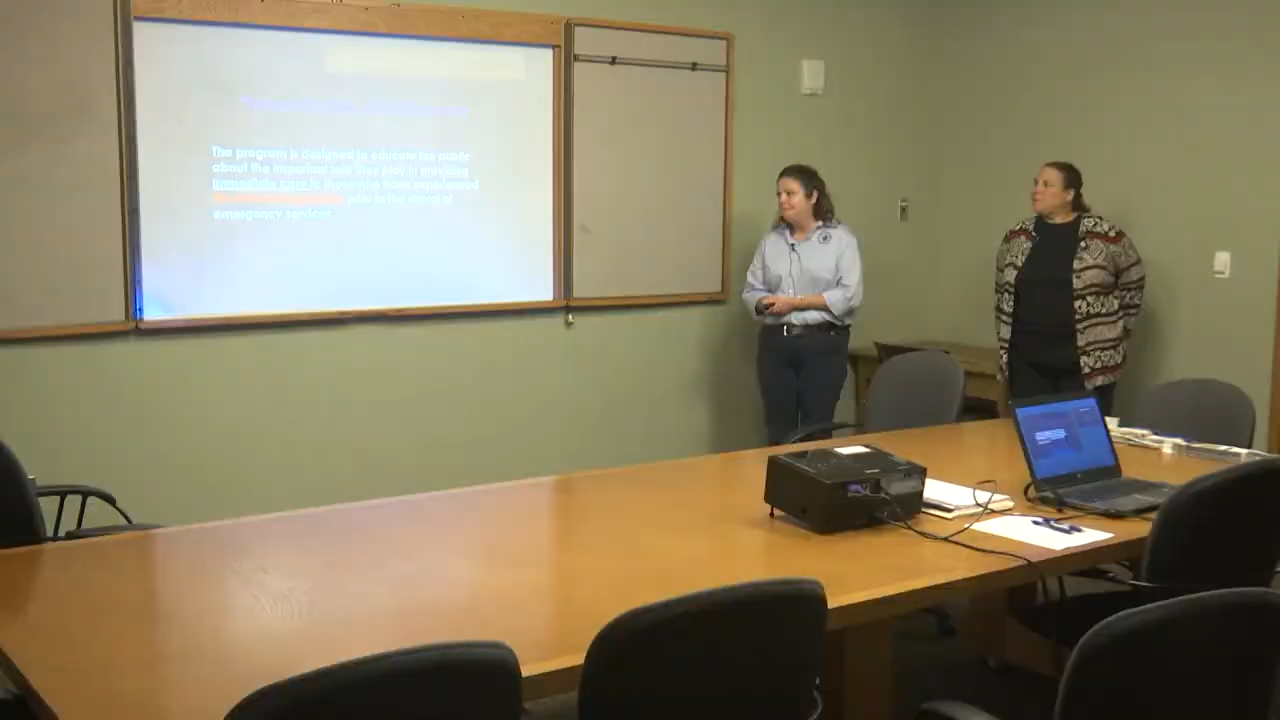 The program is designed to educate the public
about the important role they play in providing
immediate care to those who have experienced
prior to the arrival of
emergency services.